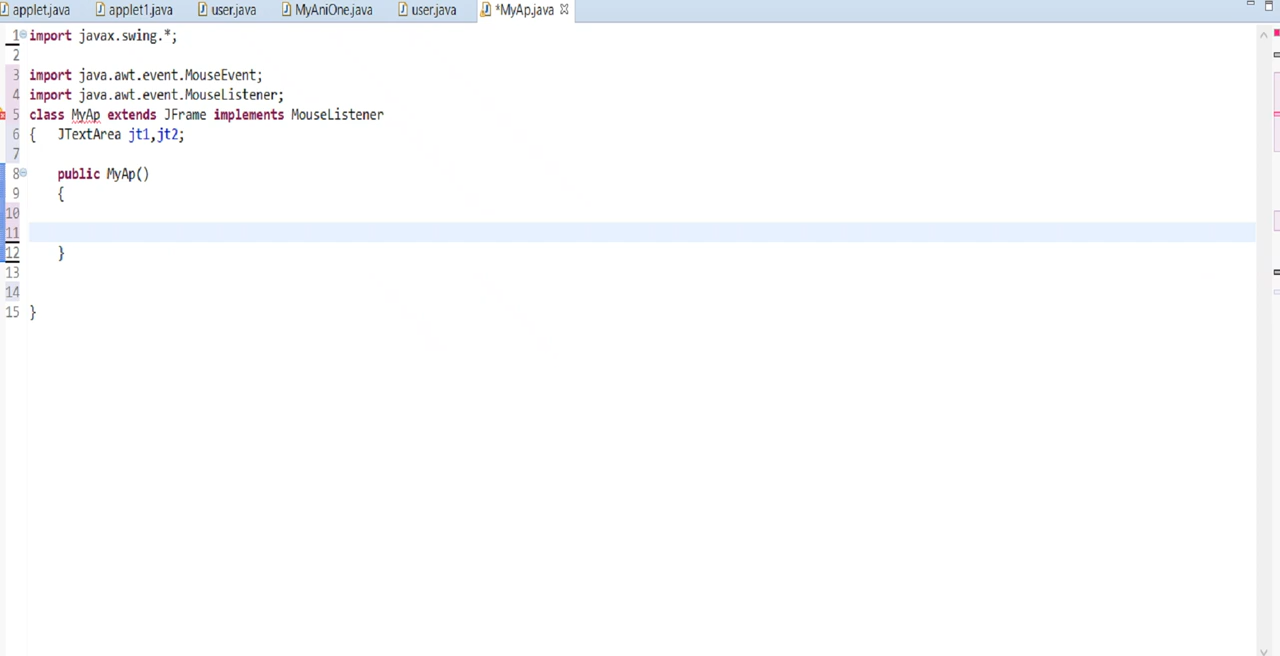 applet.java applet1.java user.java MyAniOne.java user.java *MyAp.java
1 import javax.swing.*;
2
3 import java.awt.event.MouseEvent;
4 import java.awt.event.MouseListener;
5 class MyAp extends JFrame implements MouseListener
6 { JTextArea jt1,jt2;
7
8 public MyAp()
9 {
10
11
12 }
13
14
15 }